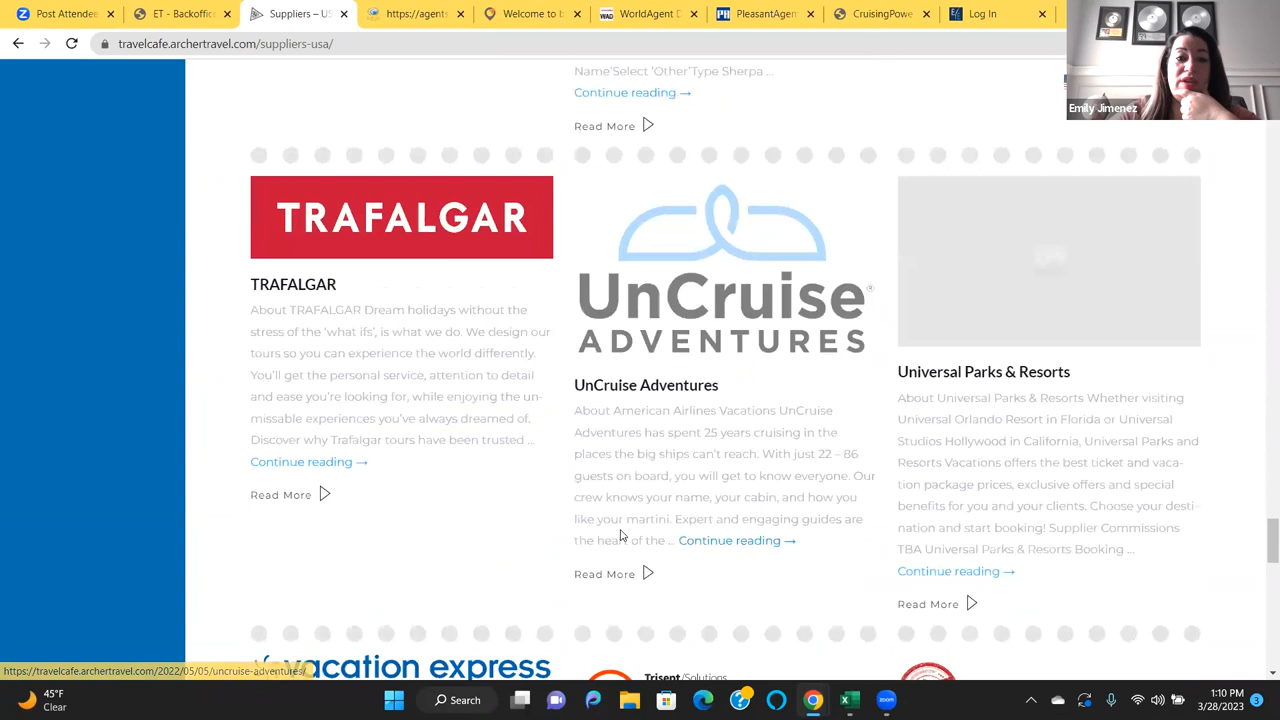 Post Attendee
ET - Backoffice
Suppliers – US
https://agents
Welcome to b
WorldAgent D
PleasantAgen
CruisingPowe
Log In
travelcafe.archertravel.com/suppliers-usa/
Emily Jimenez
Name'Select 'Other'Type Sherpa ...
Continue reading →
Read More
TRAFALGAR
TRAFALGAR
About TRAFALGAR Dream holidays without the
stress of the 'what ifs', is what we do. We design our
tours so you can experience the world differently.
You'll get the personal service, attention to detail
and ease you're looking for, while enjoying the un-
missable experiences you've always dreamed of.
Discover why Trafalgar tours have been trusted ...
Continue reading →
Read More
UnCruise
ADVENTURES
UnCruise Adventures
About American Airlines Vacations UnCruise
Adventures has spent 25 years cruising in the
places the big ships can't reach. With just 22 – 86
guests on board, you will get to know everyone. Our
crew knows your name, your cabin, and how you
like your martini. Expert and engaging guides are
the heart of the ... Continue reading →
Read More
Universal Parks & Resorts
About Universal Parks & Resorts Whether visiting
Universal Orlando Resort in Florida or Universal
Studios Hollywood in California, Universal Parks and
Resorts Vacations offers the best ticket and vaca-
tion package prices, exclusive offers and special
benefits for you and your clients. Choose your desti-
nation and start booking! Supplier Commissions
TBA Universal Parks & Resorts Booking ...
Continue reading →
Read More
vacation express
Trisent/Solutions
https://travelcafe.archertravel.com/2022/05/05/uncruise-adventures/
45°F
Clear
Search
zoom
1:10 PM
3/28/2023
3